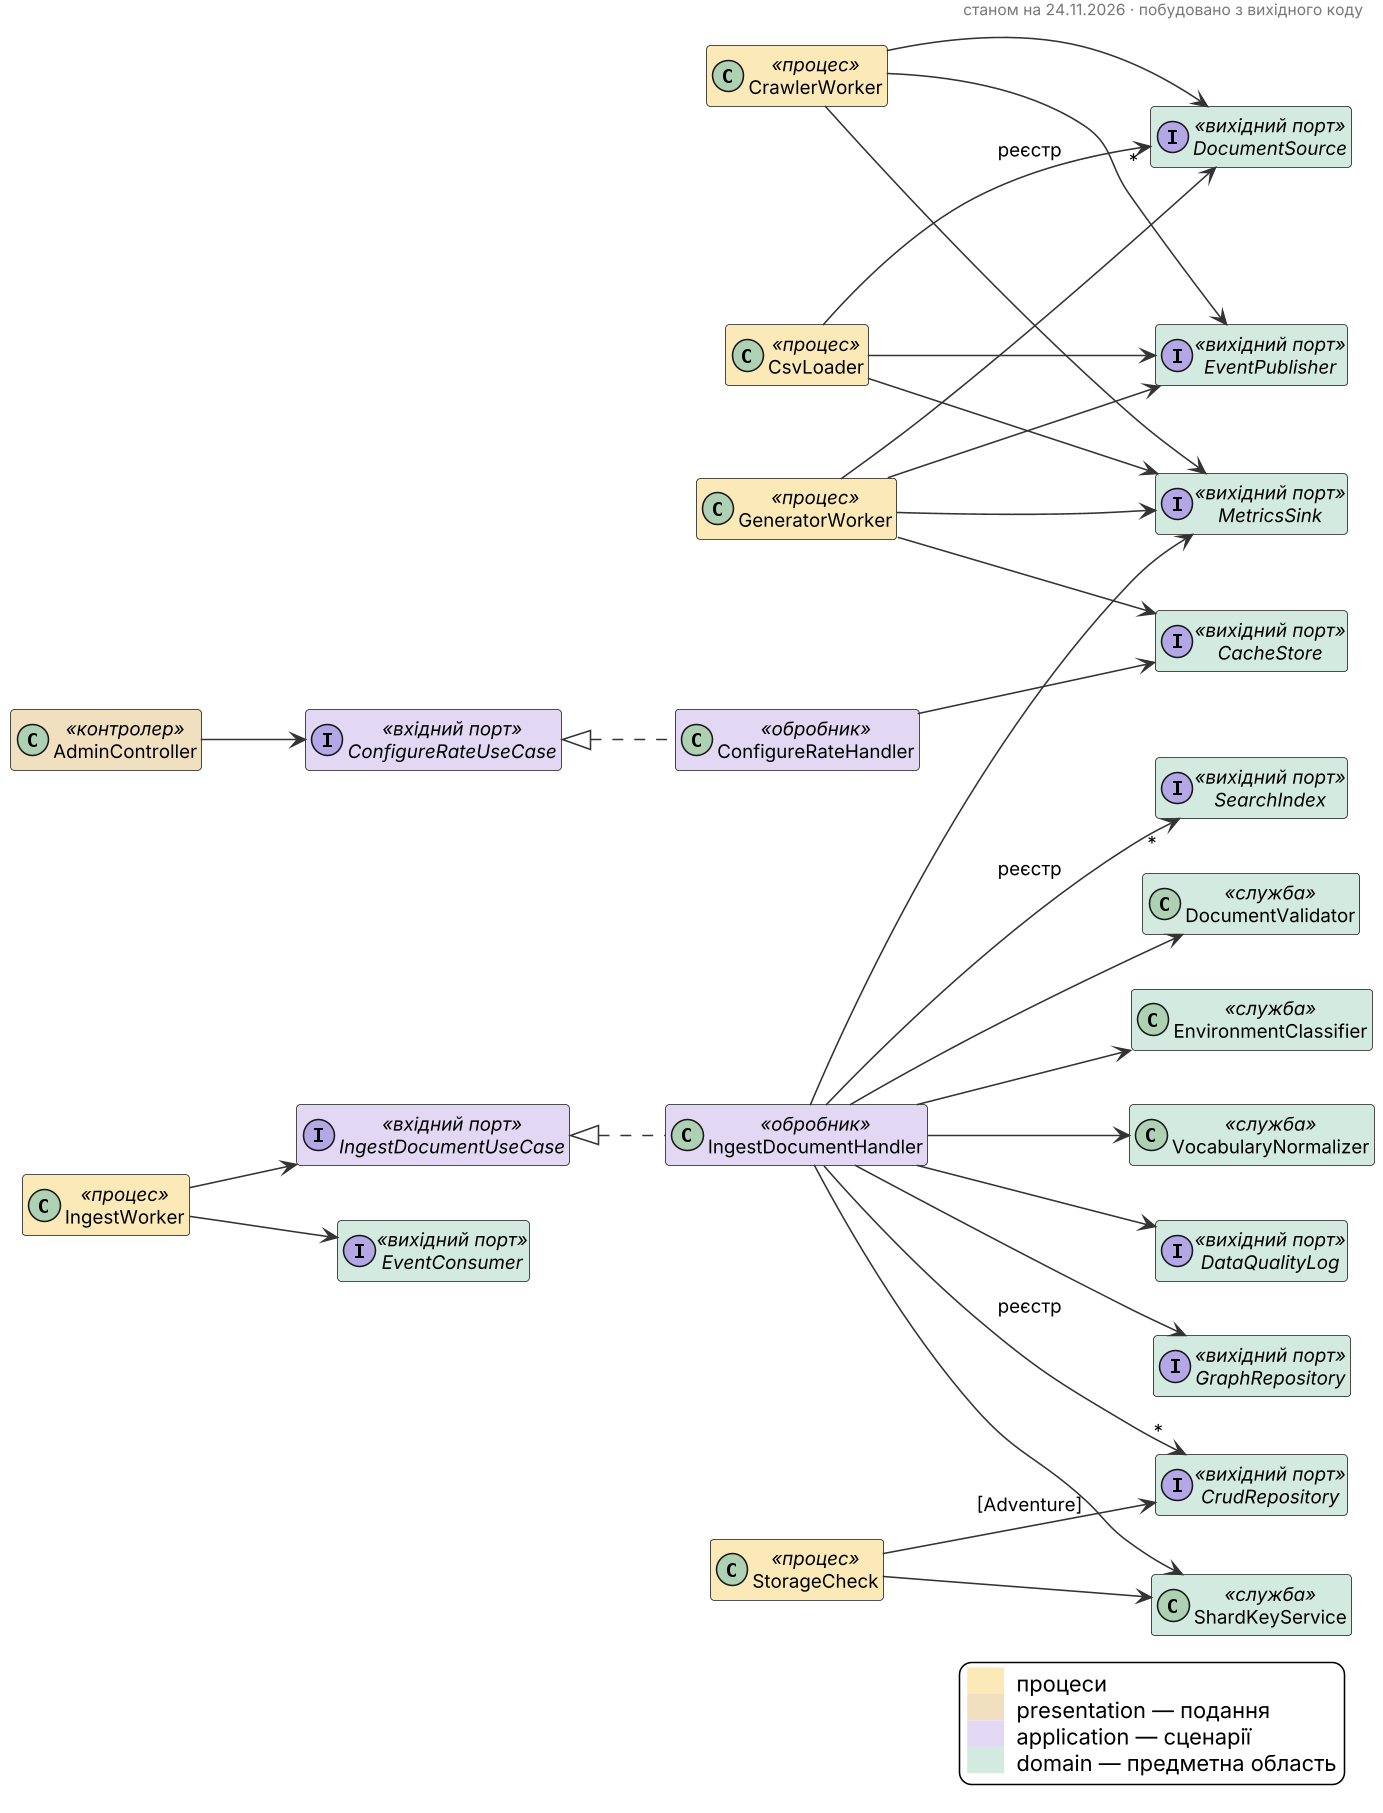 станом на 24.11.2026 · побудовано з вихідного коду
C «процес»
CrawlerWorker
I «вихідний порт»
DocumentSource
реєстр
*
C «процес»
CsvLoader
I «вихідний порт»
EventPublisher
C «процес»
GeneratorWorker
I «вихідний порт»
MetricsSink
I «вихідний порт»
CacheStore
C «контролер»
AdminController
I «вхідний порт»
ConfigureRateUseCase
C «обробник»
ConfigureRateHandler
I «вихідний порт»
SearchIndex
*
реєстр
C «служба»
DocumentValidator
C «служба»
EnvironmentClassifier
I «вхідний порт»
IngestDocumentUseCase
C «обробник»
IngestDocumentHandler
C «служба»
VocabularyNormalizer
C «процес»
IngestWorker
I «вихідний порт»
EventConsumer
I «вихідний порт»
DataQualityLog
реєстр
I «вихідний порт»
GraphRepository
*
I «вихідний порт»
CrudRepository
[Adventure]
C «процес»
StorageCheck
C «служба»
ShardKeyService
процеси
presentation — подання
application — сценарії
domain — предметна область